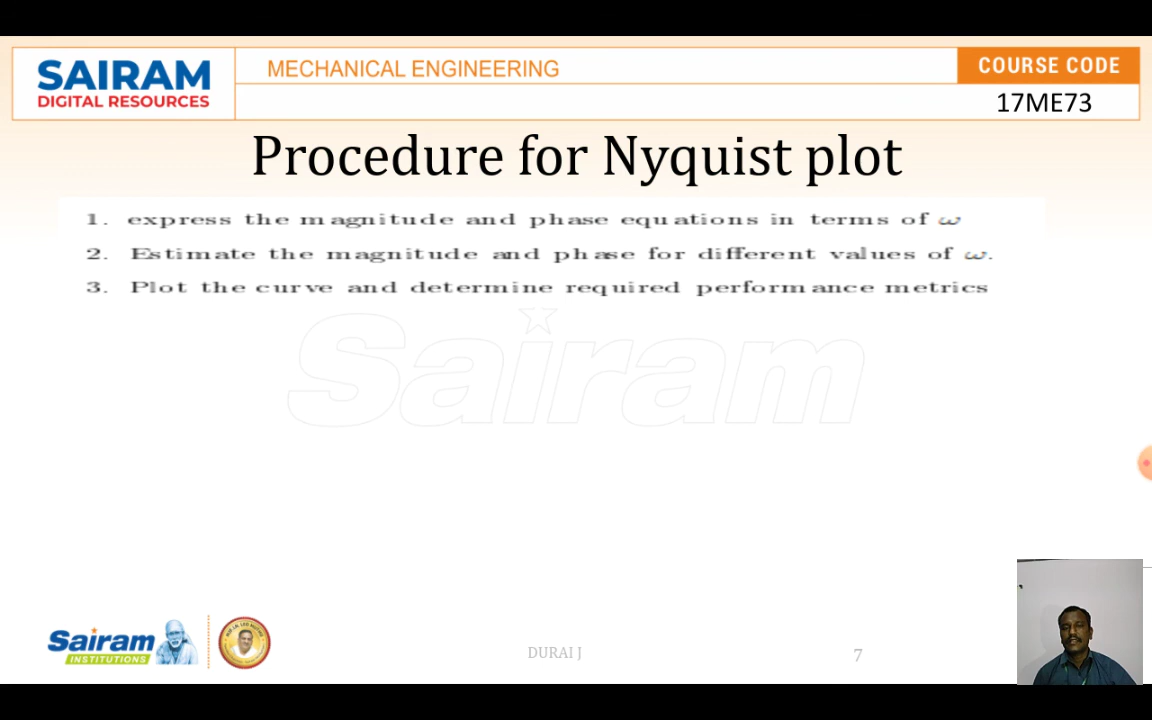 SAIRAM
DIGITAL RESOURCES
MECHANICAL ENGINEERING
COURSE CODE
17ME73
Procedure for Nyquist plot
1. express the magnitude and phase equations in terms of ω
2. Estimate the magnitude and phase for different values of ω.
3. Plot the curve and determine required performance metrics
Sairam
Sairam
INSTITUTIONS
DURAI J
7